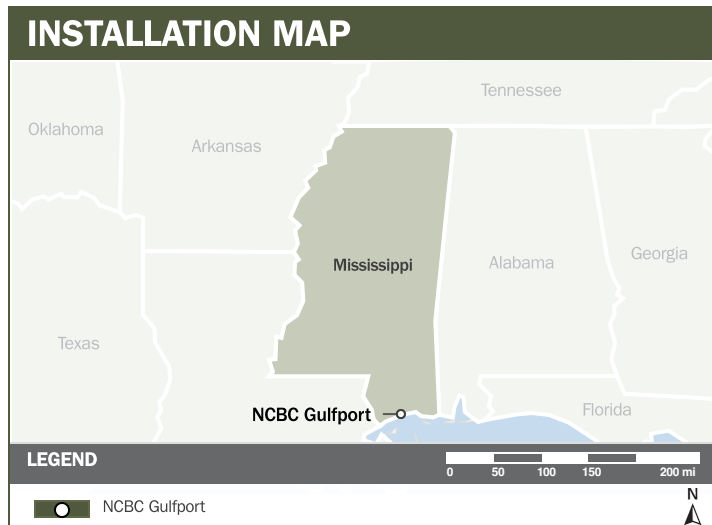 INSTALLATION MAP
Tennessee
Oklahoma
Arkansas
Mississippi
Alabama
Georgia
Texas
NCBC Gulfport
Florida
LEGEND
0 50 100 150 200 mi
NCBC Gulfport
N